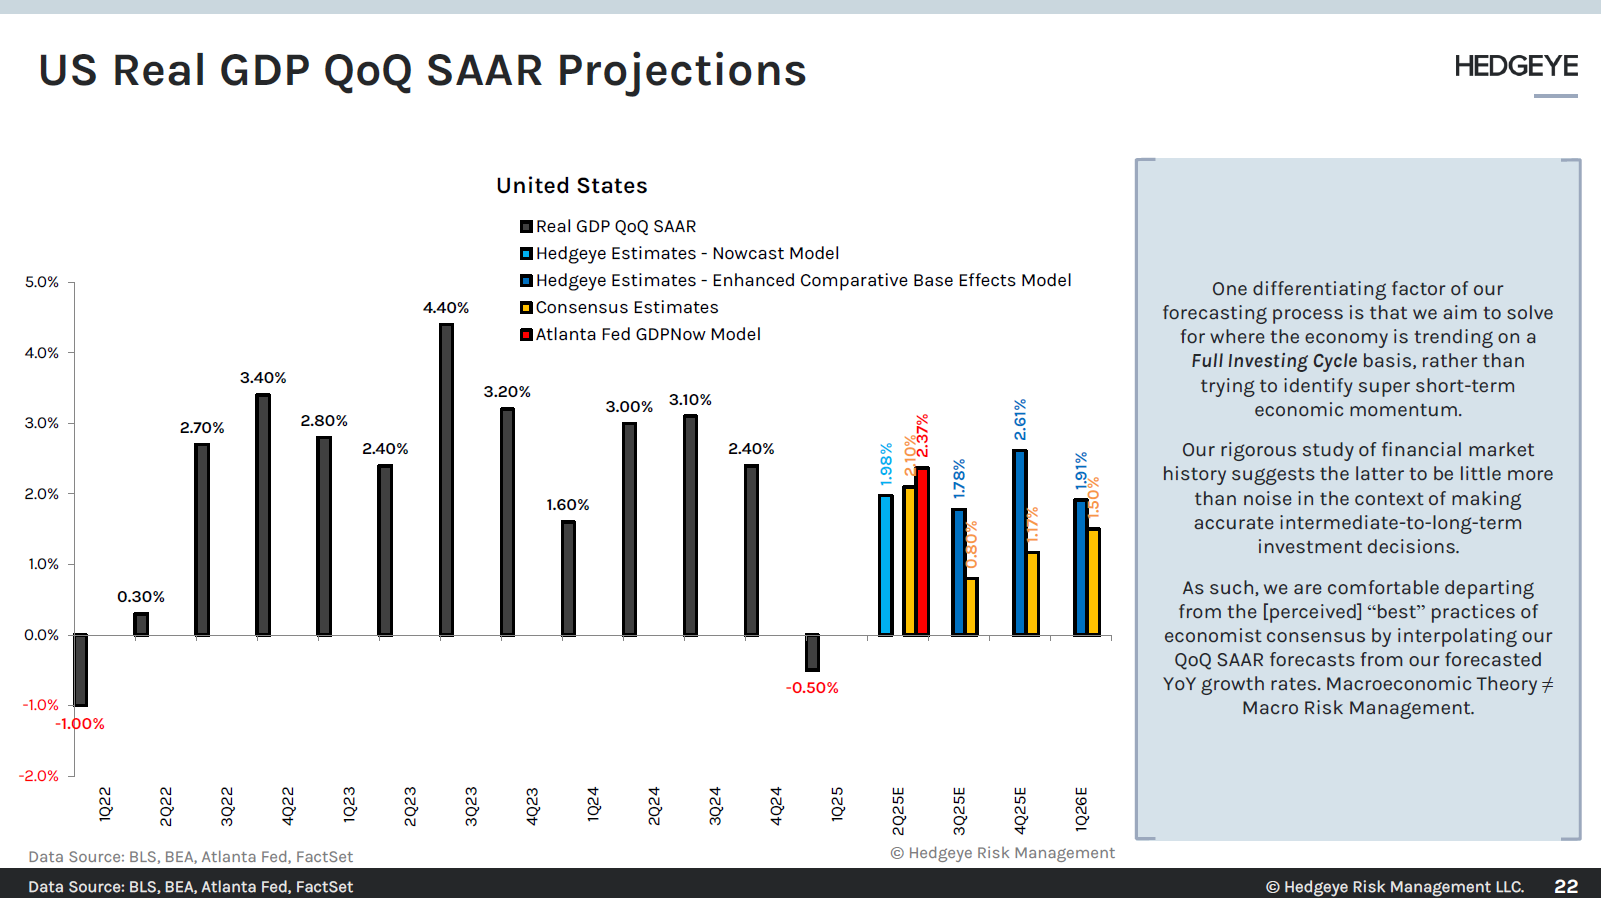 US Real GDP QoQ SAAR Projections
HEDGEYE
United States
Real GDP QoQ SAAR
Hedgeye Estimates - Nowcast Model
Hedgeye Estimates - Enhanced Comparative Base Effects Model
Consensus Estimates
Atlanta Fed GDPNow Model
5.0%
4.0%
3.0%
2.0%
1.0%
0.0%
-1.0%
-2.0%
-1.00%
0.30%
2.70%
3.40%
2.80%
2.40%
4.40%
3.20%
1.60%
3.00%
3.10%
2.40%
-0.50%
1.98%
2.10%
2.37%
1.78%
0.80%
2.61%
1.17%
1.91%
1.50%
1Q22
2Q22
3Q22
4Q22
1Q23
2Q23
3Q23
4Q23
1Q24
2Q24
3Q24
4Q24
1Q25
2Q25E
3Q25E
4Q25E
1Q26E
One differentiating factor of our
forecasting process is that we aim to solve
for where the economy is trending on a
Full Investing Cycle basis, rather than
trying to identify super short-term
economic momentum.
Our rigorous study of financial market
history suggests the latter to be little more
than noise in the context of making
accurate intermediate-to-long-term
investment decisions.
As such, we are comfortable departing
from the [perceived] “best” practices of
economist consensus by interpolating our
QoQ SAAR forecasts from our forecasted
YoY growth rates. Macroeconomic Theory ≠
Macro Risk Management.
Data Source: BLS, BEA, Atlanta Fed, FactSet
© Hedgeye Risk Management
Data Source: BLS, BEA, Atlanta Fed, FactSet
© Hedgeye Risk Management LLC.
22